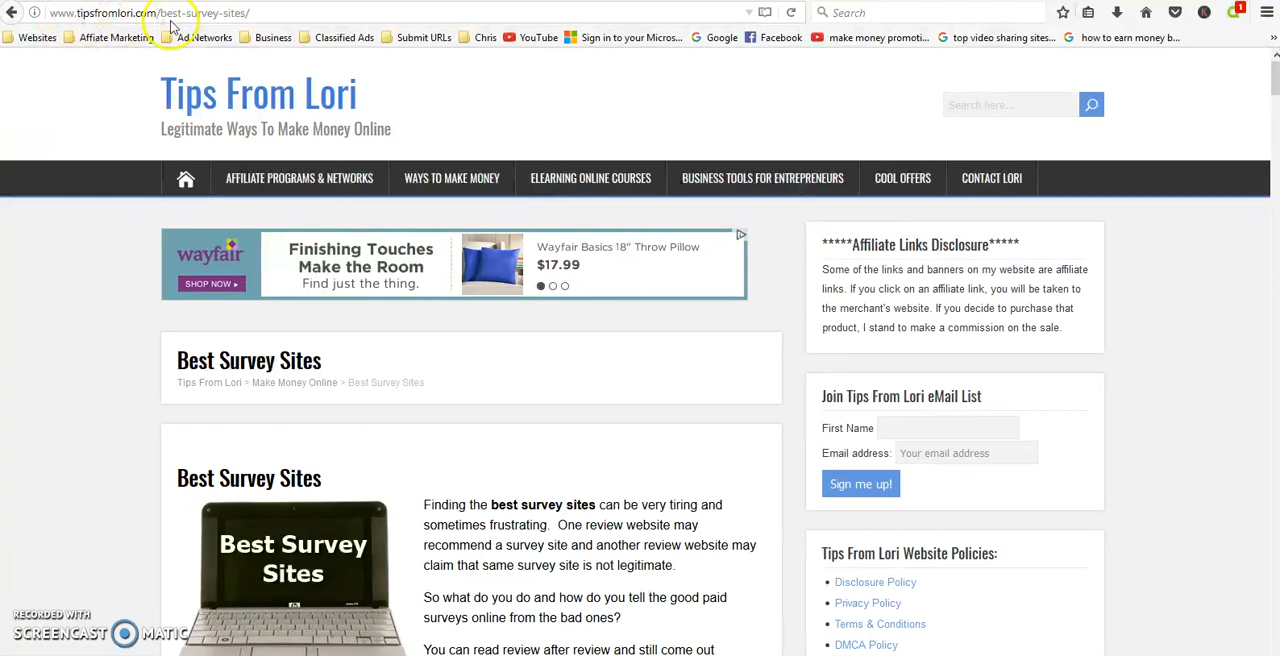 www.tipsfromlori.com/best-survey-sites/
Search
1
Websites
Affliate Marketing
Ad Networks
Business
Classified Ads
Submit URLs
Chris
YouTube
Sign in to your Micros...
Google
Facebook
make money promoti...
top video sharing sites...
how to earn money b...
Tips From Lori
Legitimate Ways To Make Money Online
Search here...
AFFILIATE PROGRAMS & NETWORKS
WAYS TO MAKE MONEY
ELEARNING ONLINE COURSES
BUSINESS TOOLS FOR ENTREPRENEURS
COOL OFFERS
CONTACT LORI
wayfair
SHOP NOW ▸
Finishing Touches
Make the Room
Find just the thing.
Wayfair Basics 18" Throw Pillow
$17.99
Best Survey Sites
Tips From Lori > Make Money Online > Best Survey Sites
Best Survey Sites
Best Survey
Sites
hp
Finding the best survey sites can be very tiring and
sometimes frustrating. One review website may
recommend a survey site and another review website may
claim that same survey site is not legitimate.
So what do you do and how do you tell the good paid
surveys online from the bad ones?
You can read review after review and still come out
*****Affiliate Links Disclosure*****
Some of the links and banners on my website are affiliate
links. If you click on an affiliate link, you will be taken to
the merchant's website. If you decide to purchase that
product, I stand to make a commission on the sale.
Join Tips From Lori eMail List
First Name
Email address: Your email address
Sign me up!
Tips From Lori Website Policies:
• Disclosure Policy
• Privacy Policy
• Terms & Conditions
• DMCA Policy
RECORDED WITH
SCREENCAST MATIC